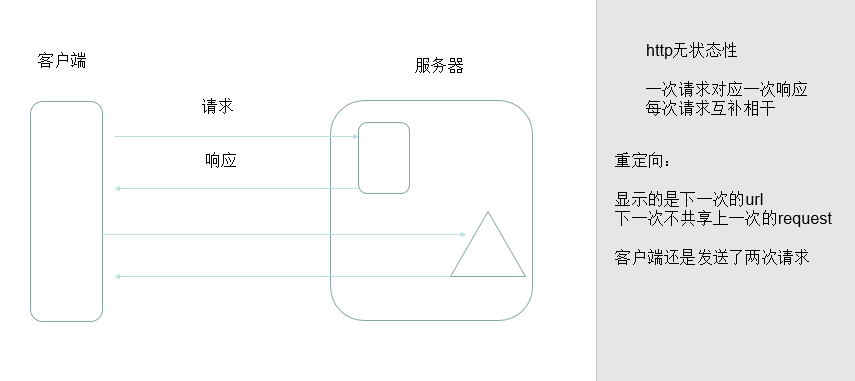 客户端
服务器
请求
响应
http无状态性
一次请求对应一次响应
每次请求互补相干
重定向：
显示的是下一次的url
下一次不共享上一次的request
客户端还是发送了两次请求